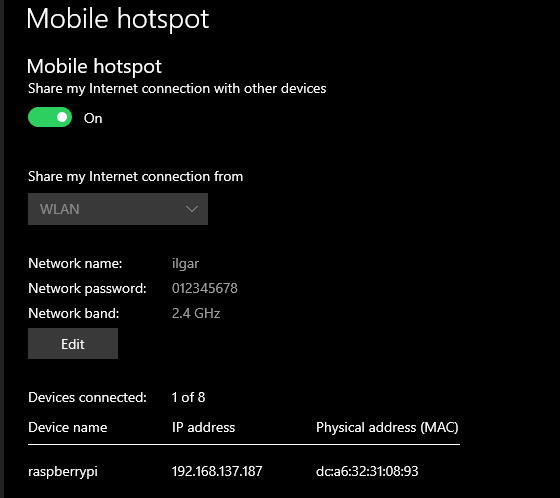 Mobile hotspot
Mobile hotspot
Share my Internet connection with other devices
On
Share my Internet connection from
WLAN
Network name: ilgar
Network password: 012345678
Network band: 2.4 GHz
Edit
Devices connected: 1 of 8
Device name IP address Physical address (MAC)
raspberrypi 192.168.137.187 dc:a6:32:31:08:93